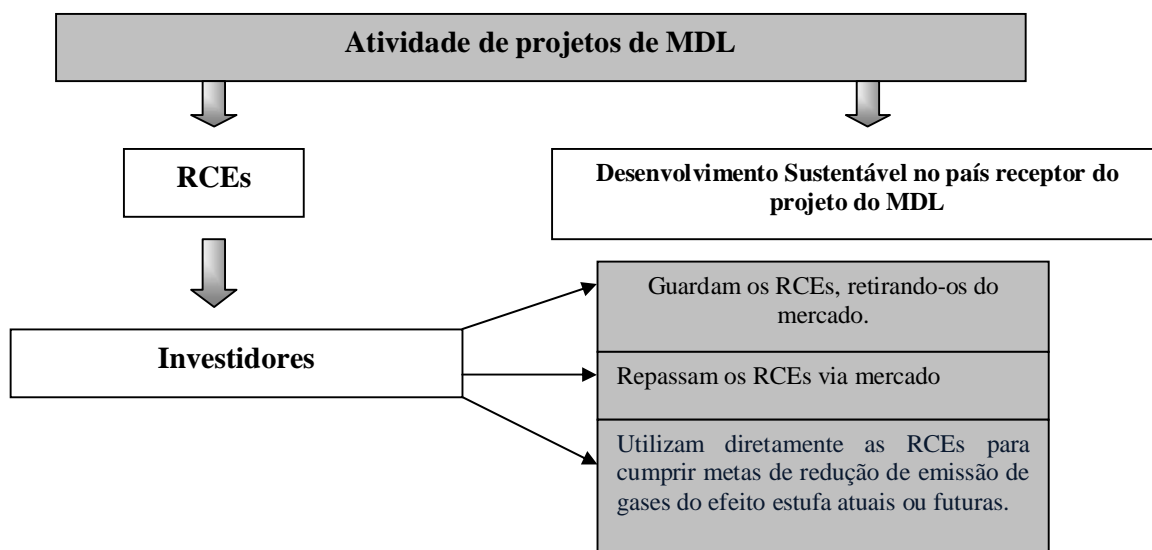 Atividade de projetos de MDL
RCEs
Desenvolvimento Sustentável no país receptor do
projeto do MDL
Investidores
Guardam os RCEs, retirando-os do
mercado.
Repassam os RCEs via mercado
Utilizam diretamente as RCEs para
cumprir metas de redução de emissão de
gases do efeito estufa atuais ou futuras.